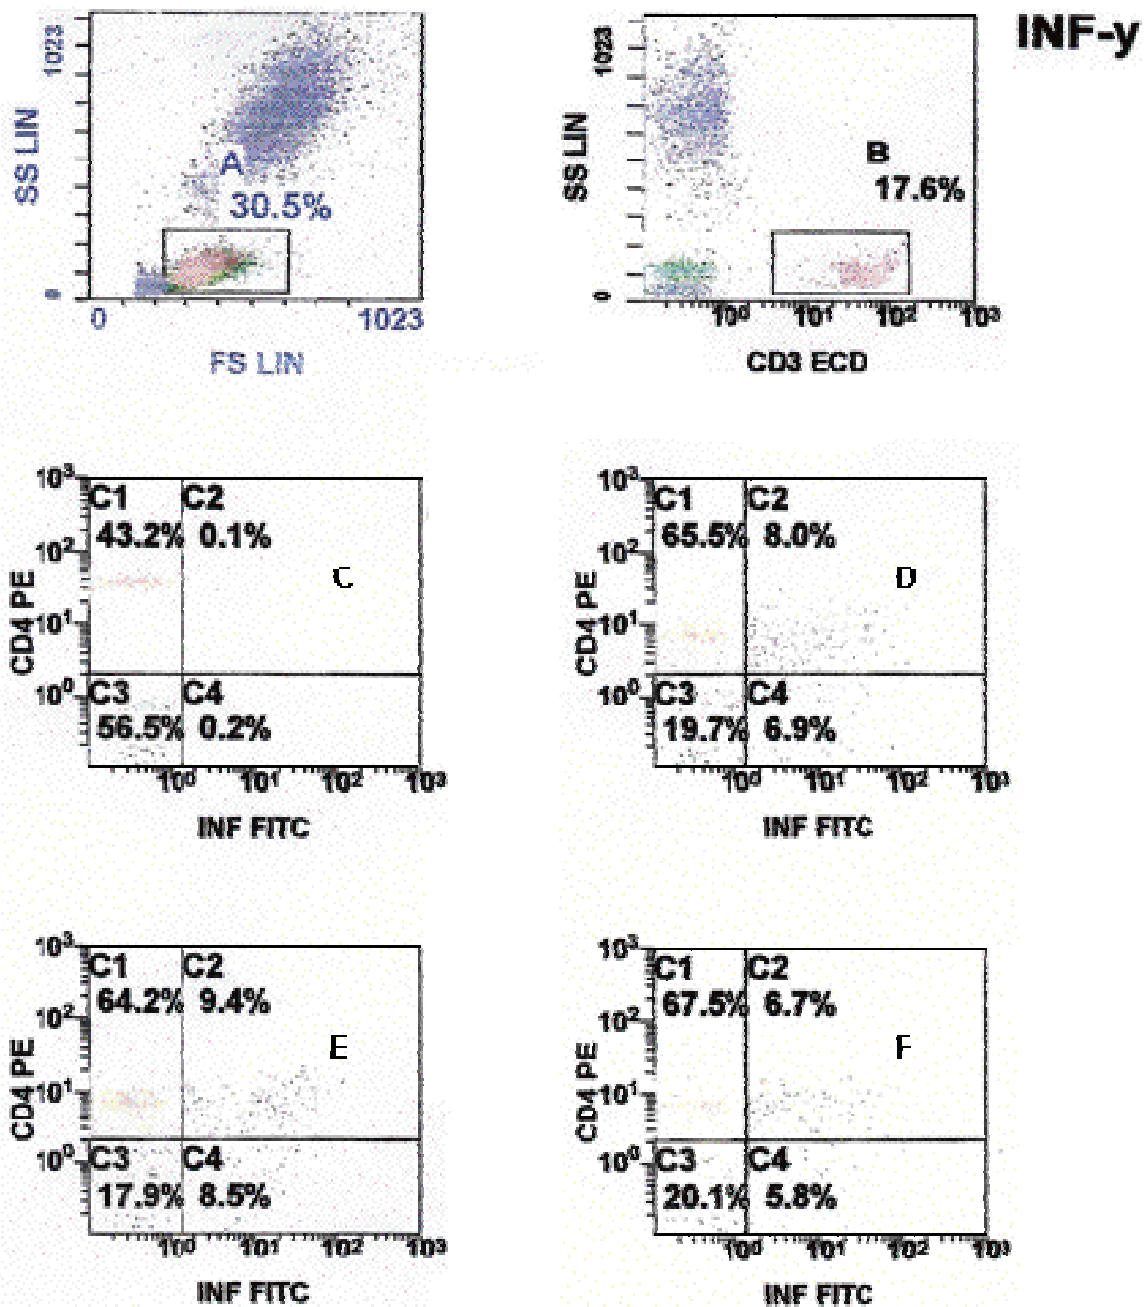 INF-y
1023
SS LIN
A
30.5%
0
0
1023
FS LIN
1023
SS LIN
B
17.6%
0
10⁰ 10¹ 10² 10³
CD3 ECD
10³
10²
10¹
10⁰
CD4 PE
C1 C2
43.2% 0.1%
C
C3 C4
56.5% 0.2%
10⁰ 10¹ 10² 10³
INF FITC
10³
10²
10¹
10⁰
CD4 PE
C1 C2
65.5% 8.0%
D
C3 C4
19.7% 6.9%
10⁰ 10¹ 10² 10³
INF FITC
10³
10²
10¹
10⁰
CD4 PE
C1 C2
64.2% 9.4%
E
C3 C4
17.9% 8.5%
10⁰ 10¹ 10² 10³
INF FITC
10³
10²
10¹
10⁰
CD4 PE
C1 C2
67.5% 6.7%
F
C3 C4
20.1% 5.8%
10⁰ 10¹ 10² 10³
INF FITC